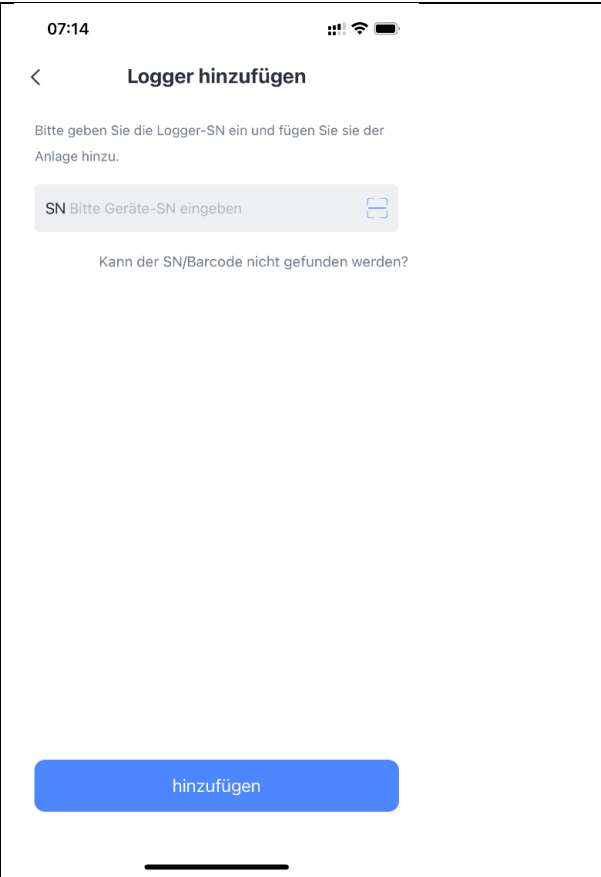 07:14
Logger hinzufügen
Bitte geben Sie die Logger-SN ein und fügen Sie sie der
Anlage hinzu.
SN Bitte Geräte-SN eingeben
Kann der SN/Barcode nicht gefunden werden?
hinzufügen